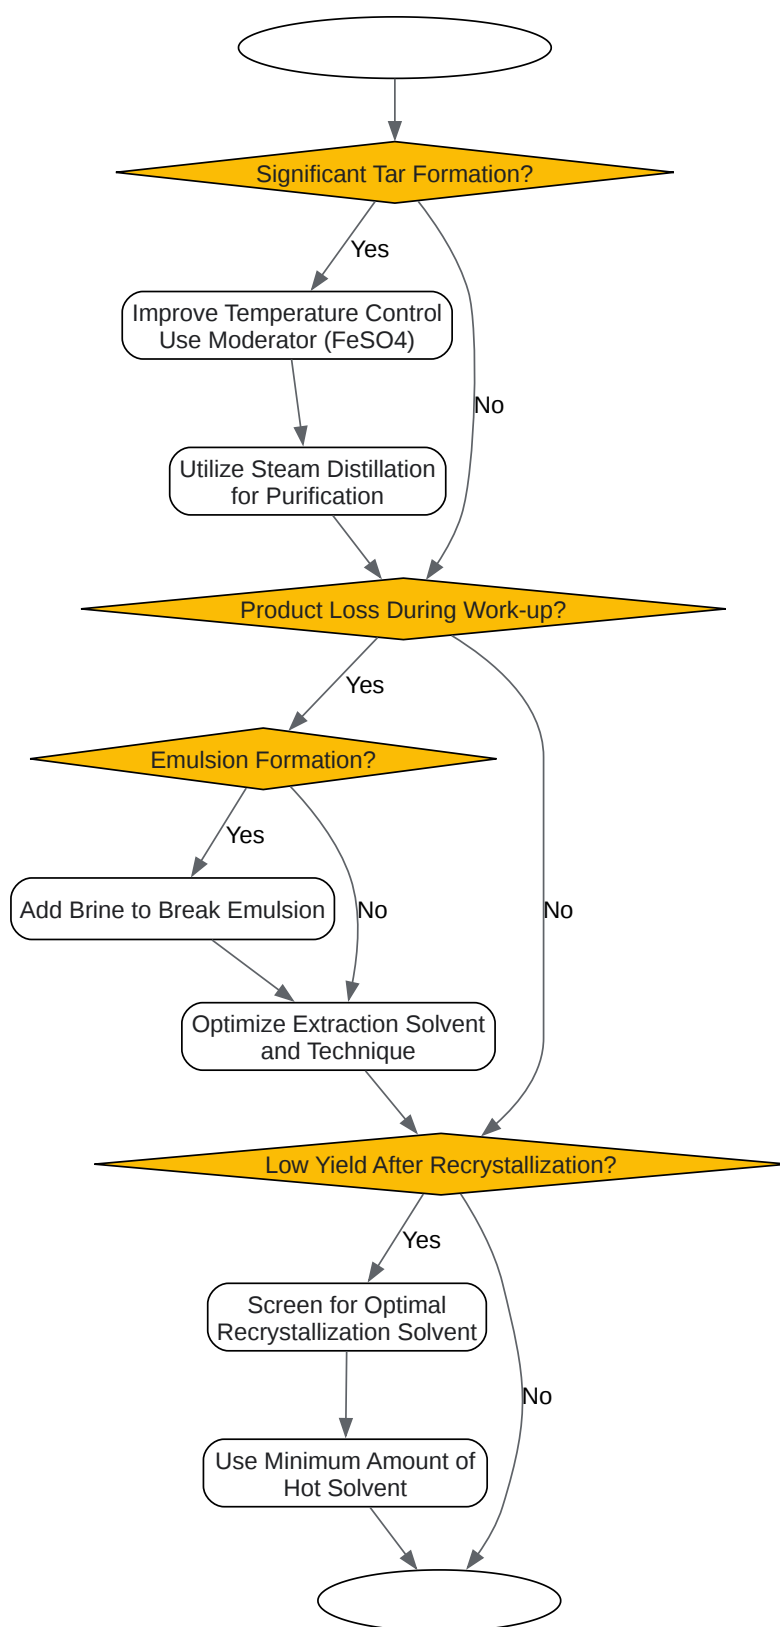 Significant Tar Formation?
Yes
Improve Temperature Control
Use Moderator (FeSO4)
No
Utilize Steam Distillation
for Purification
Product Loss During Work-up?
Yes
Emulsion Formation?
Yes
Add Brine to Break Emulsion
No
No
Optimize Extraction Solvent
and Technique
Low Yield After Recrystallization?
Yes
Screen for Optimal
Recrystallization Solvent
No
Use Minimum Amount of
Hot Solvent